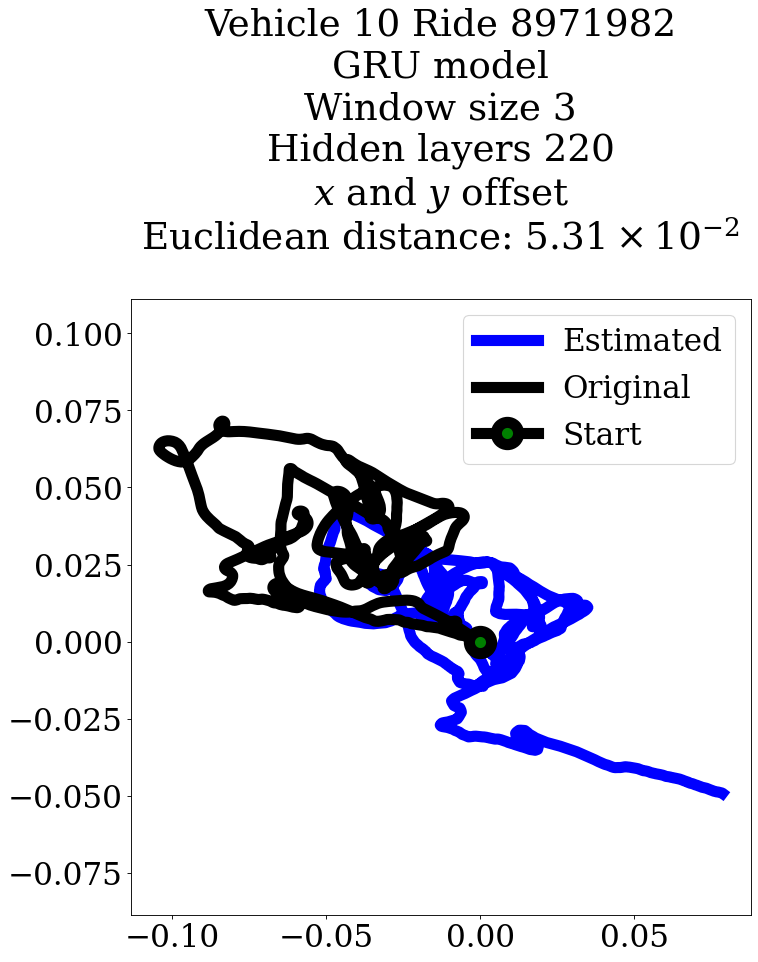 Vehicle 10 Ride 8971982
GRU model
Window size 3
Hidden layers 220
x and y offset
Euclidean distance: 5.31 × 10⁻²
Estimated
Original
Start
0.100
0.075
0.050
0.025
0.000
−0.025
−0.050
−0.075
−0.10 −0.05 0.00 0.05